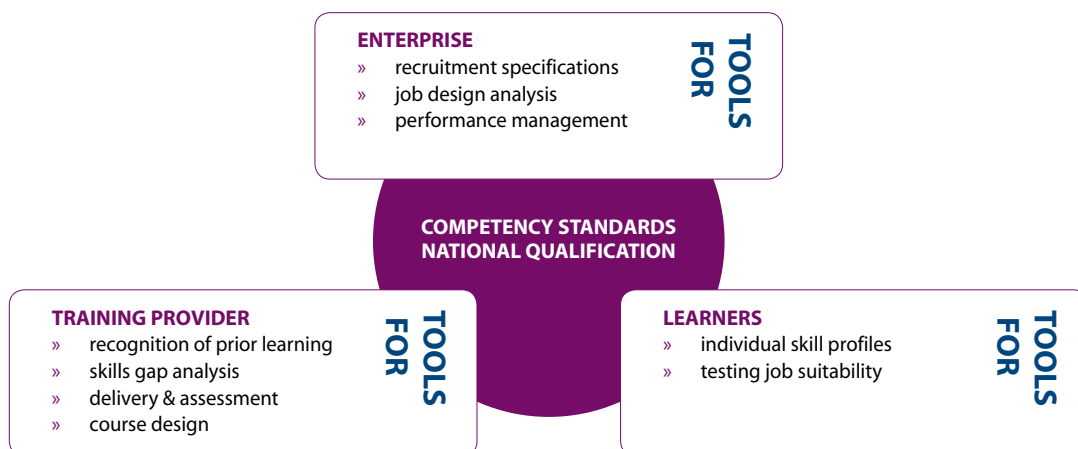 ENTERPRISE
» recruitment specifications
» job design analysis
» performance management
TOOLS
FOR
COMPETENCY STANDARDS
NATIONAL QUALIFICATION
TRAINING PROVIDER
» recognition of prior learning
» skills gap analysis
» delivery & assessment
» course design
TOOLS
FOR
LEARNERS
» individual skill profiles
» testing job suitability
TOOLS
FOR